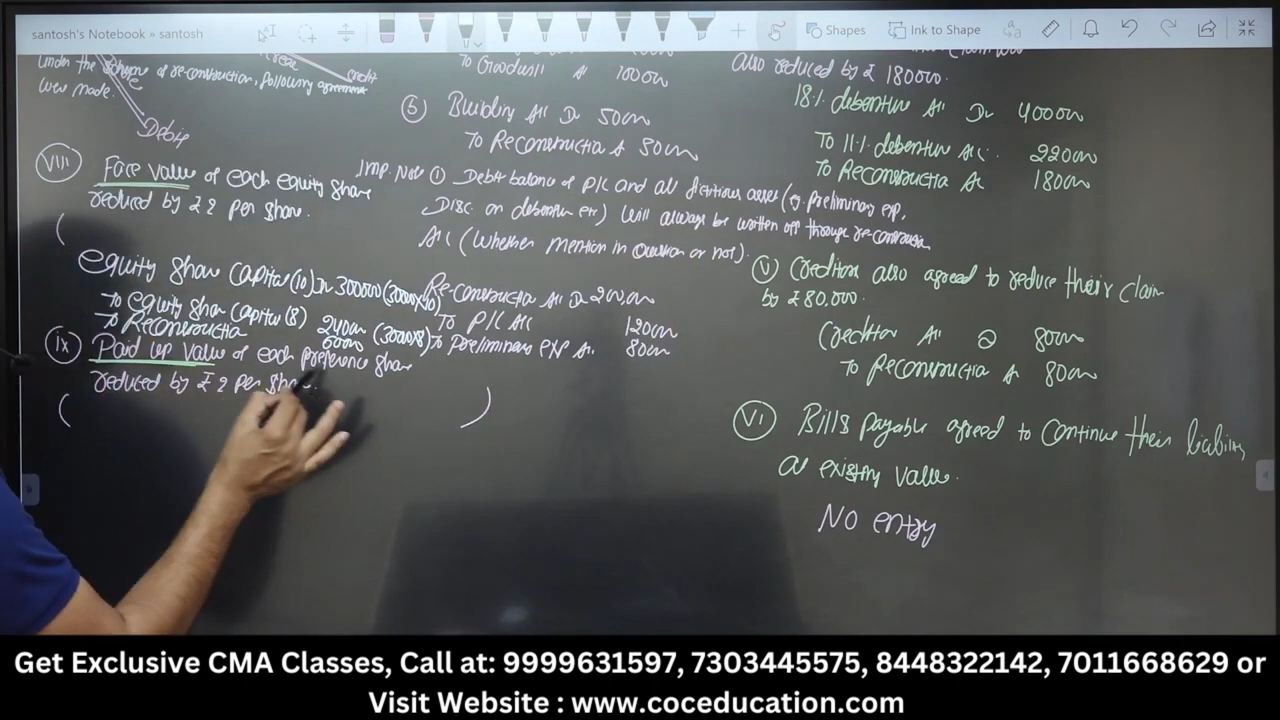 santosh's Notebook » santosh
Shapes
Ink to Shape
under the scheme of re-construction, following agreement
were made.
credit
Debit
VIII Face Value of each equity share
reduced by ₹ 2 per share.
equity share capital (10) Dr 300000 (30000×10)
To equity share capital (8) 240000 (30000×8)
To Reconstruction 60000
IX Paid up value of each preference share
reduced by ₹ 2 per share.
To Goodwill A 100000
(b) Building A/c Dr 50000
To Reconstruction A 50000
Imp. Note ① Debit balance of P/L and all fictitious asset (eg. Preliminary exp,
Disc. on debenture etc) will always be written off through re-construction
A/c (whether mention in Question or not).
Re-construction A/c Dr 200000
To P/L A/c 120000
To Preliminary exp A/c 80000
also reduced by ₹ 180000.
18% debenture A/c Dr 400000
To 11% debenture A/c 220000
To Reconstruction A/c 180000
V Creditors also agreed to reduce their claim
by ₹ 80,000.
Creditor A/c D 80000
To Reconstruction A 80000
VI Bills payable agreed to continue their liability
at existing value.
NO entry
Get Exclusive CMA Classes, Call at: 9999631597, 7303445575, 8448322142, 7011668629 or
Visit Website : www.coceducation.com